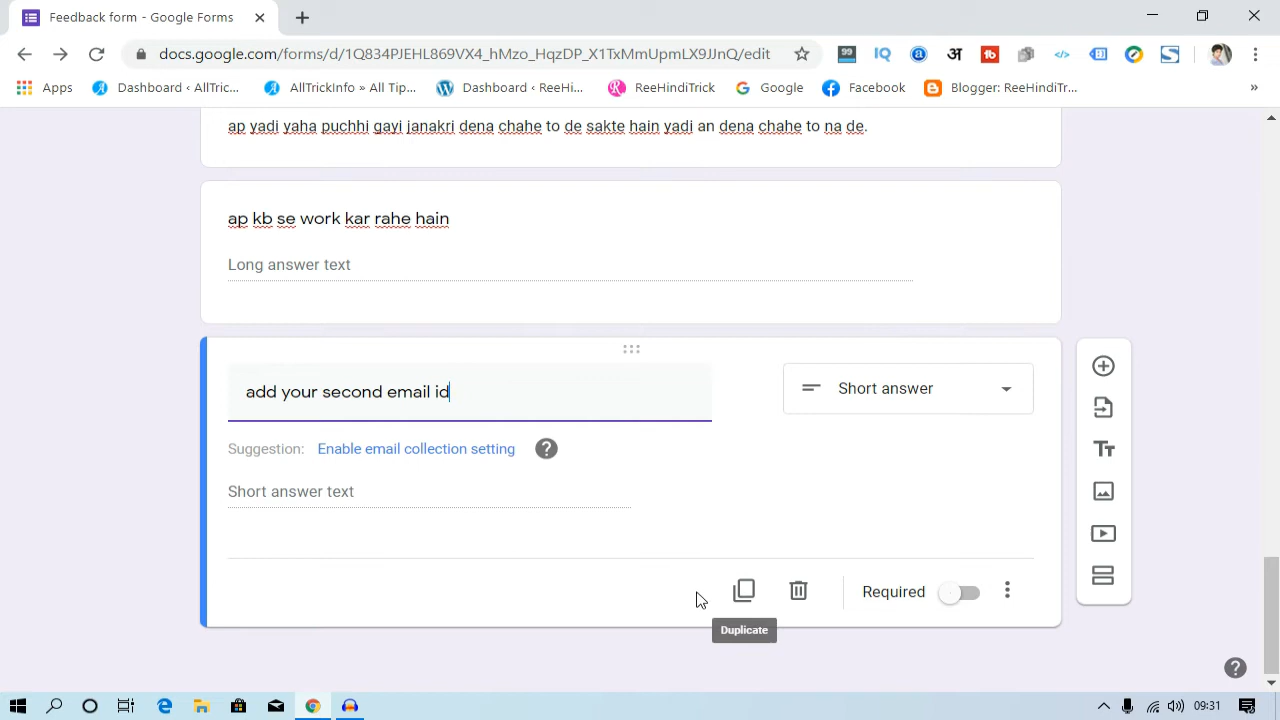 Feedback form - Google Forms
docs.google.com/forms/d/1Q834PJEHL869VX4_hMzo_HqzDP_X1TxMmUpmLX9JJnQ/edit
99
IQ
a
अ
Apps
Dashboard ‹ AllTric...
AllTrickInfo » All Tip...
Dashboard ‹ ReeHi...
ReeHindiTrick
Google
Facebook
Blogger: ReeHindiTr...
»
ap yadi yaha puchhi gayi janakri dena chahe to de sakte hain yadi an dena chahe to na de.
ap kb se work kar rahe hain
Long answer text
add your second email id
Short answer
Suggestion: Enable email collection setting
Short answer text
Required
Duplicate
09:31